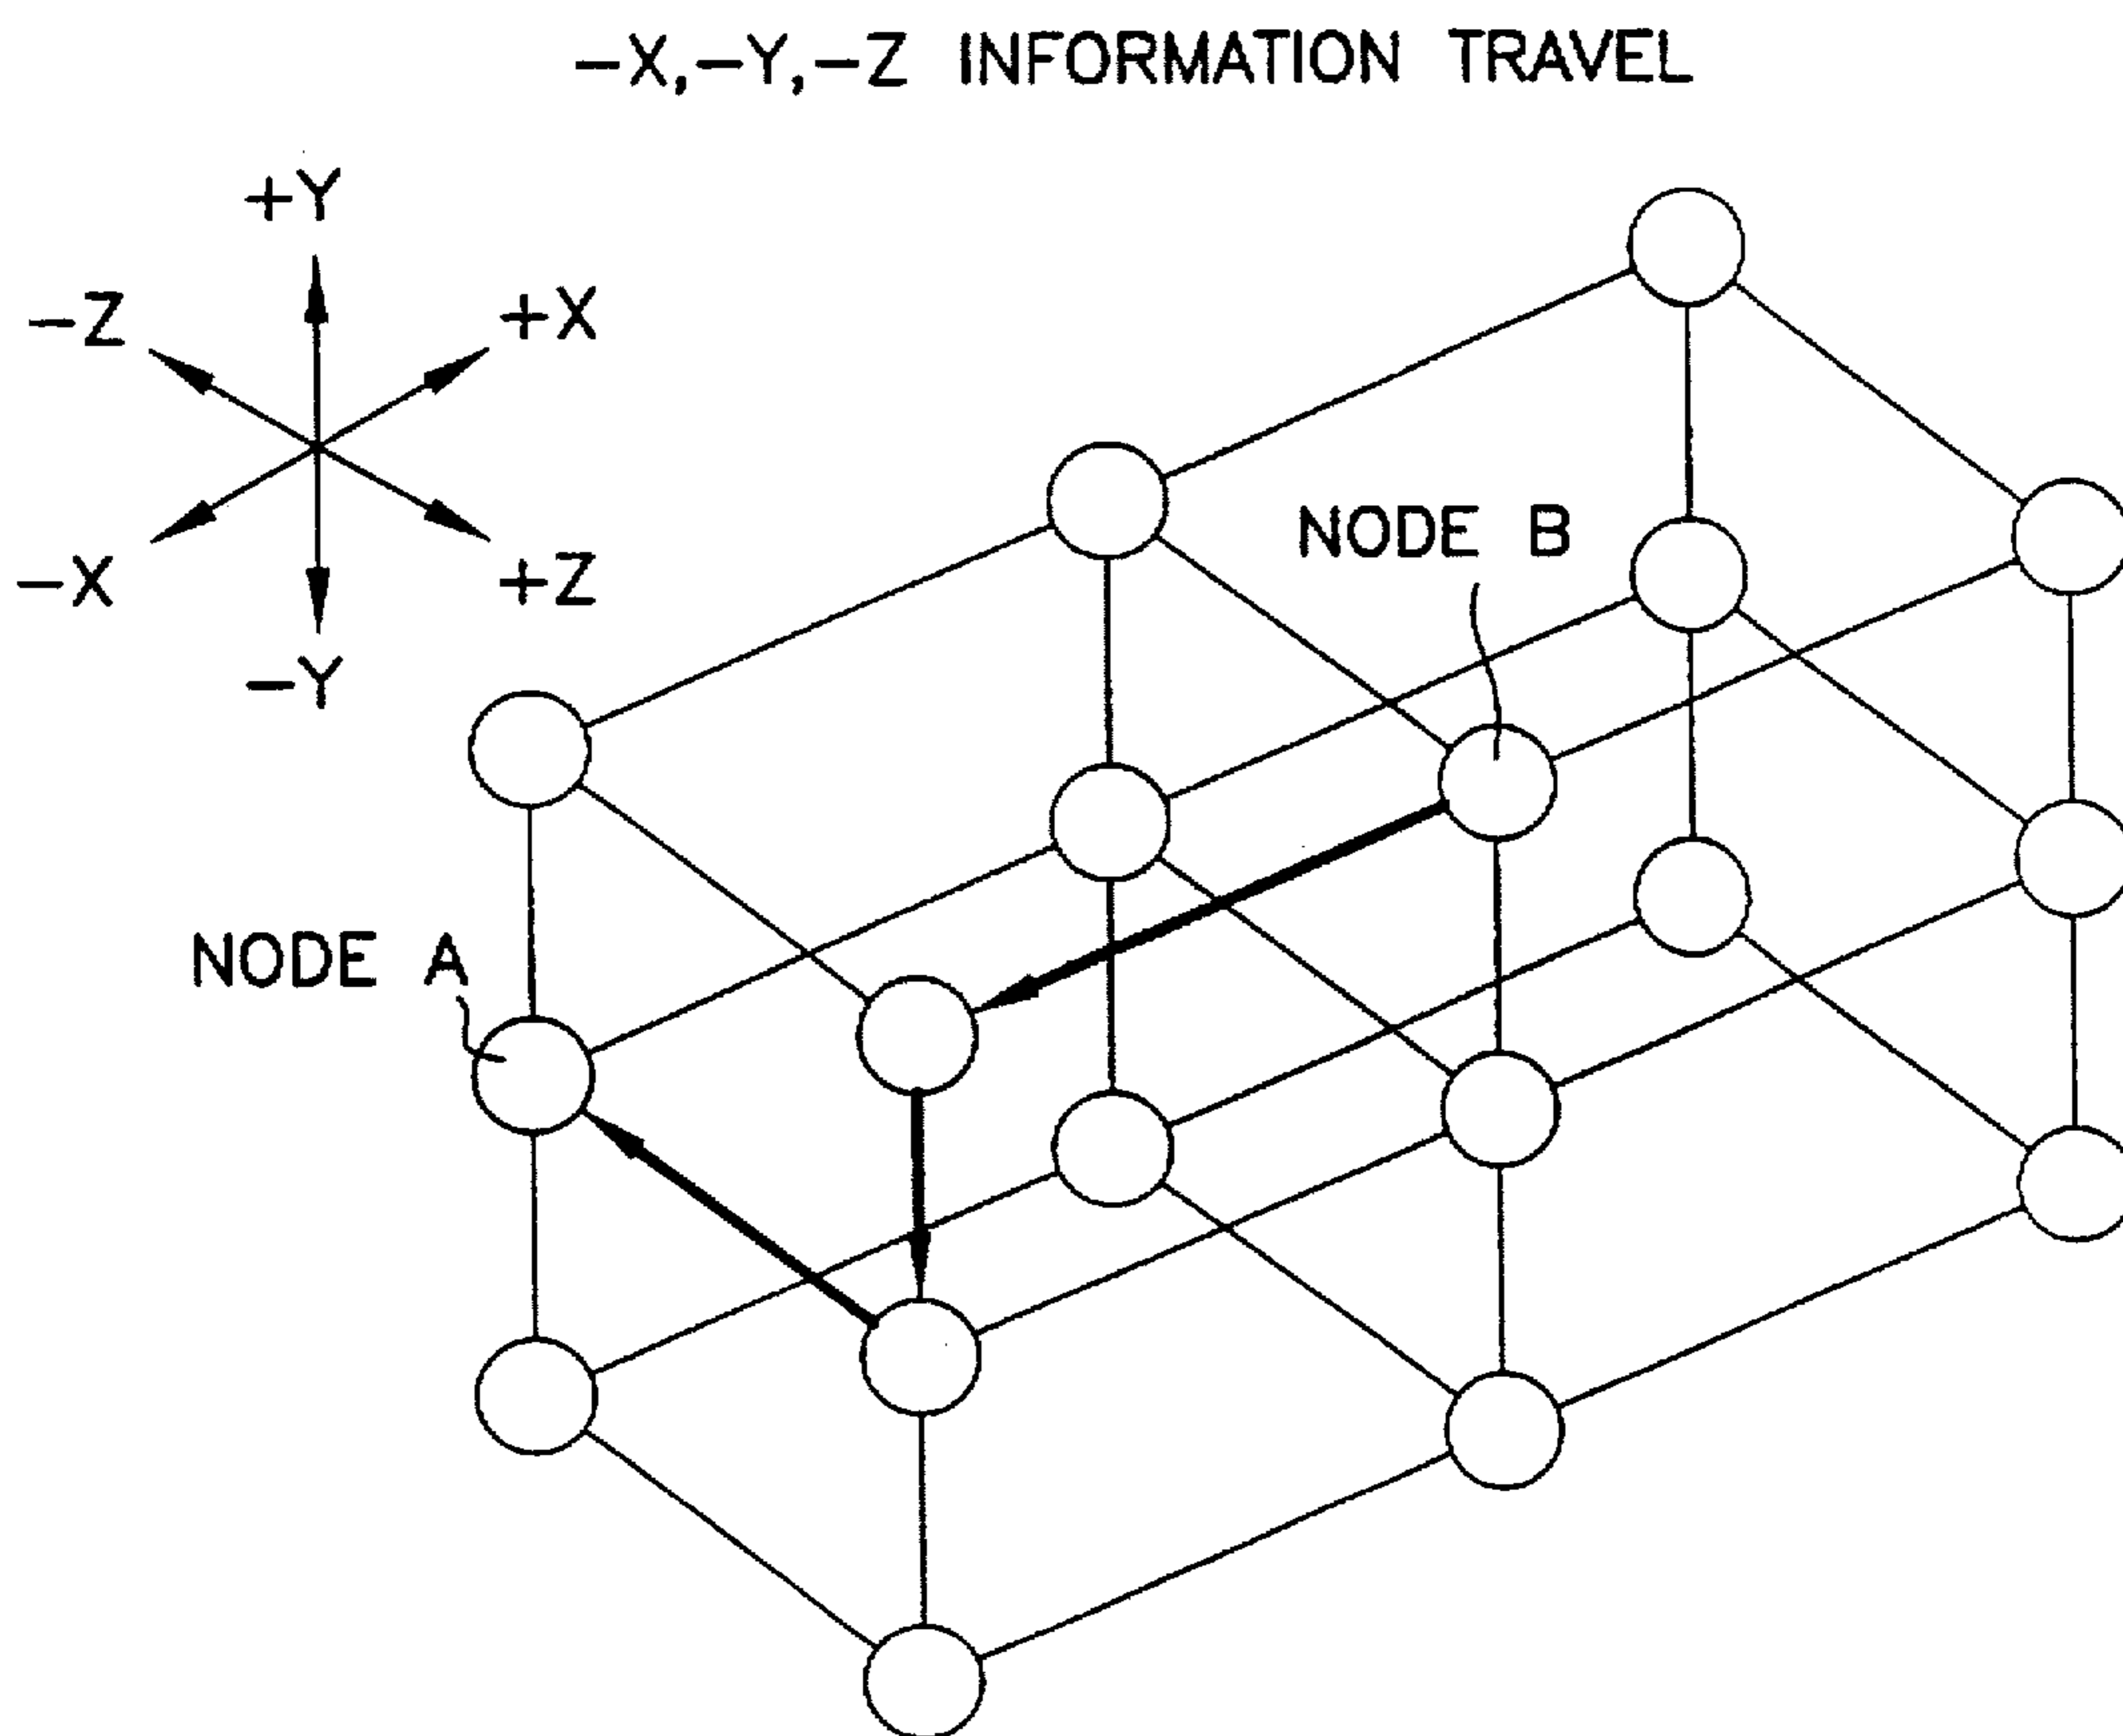 −X,−Y,−Z INFORMATION TRAVEL
+Y
−Z
+X
−X
+Z
−Y
NODE B
NODE A